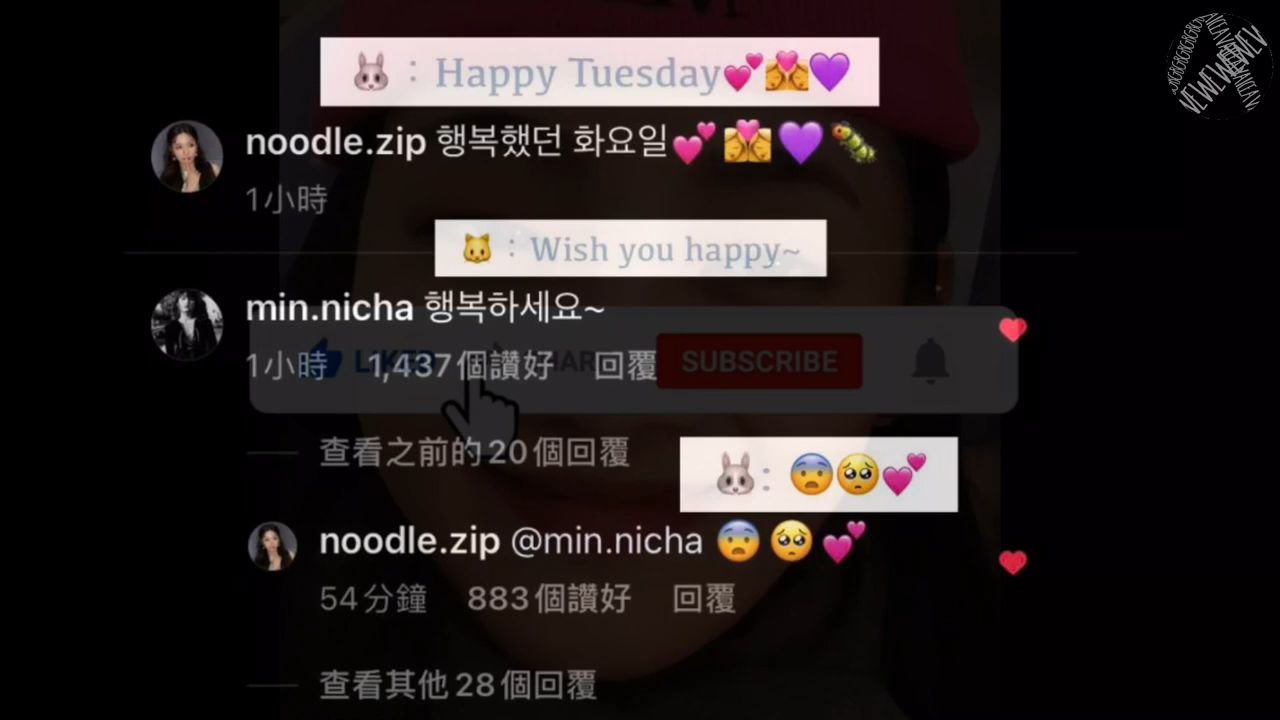 🐰：Happy Tuesday💕👩‍❤️‍💋‍👩💜
noodle.zip 행복했던 화요일💕👩‍❤️‍💋‍👩💜🐛
1小時
🐱：Wish you happy~
min.nicha 행복하세요~
1小時 1,437個讚好 回覆
LIKED SHARE SUBSCRIBE
查看之前的20個回覆
🐰：😨🥺💕
noodle.zip @min.nicha 😨🥺💕
54分鐘 883個讚好 回覆
查看其他28個回覆